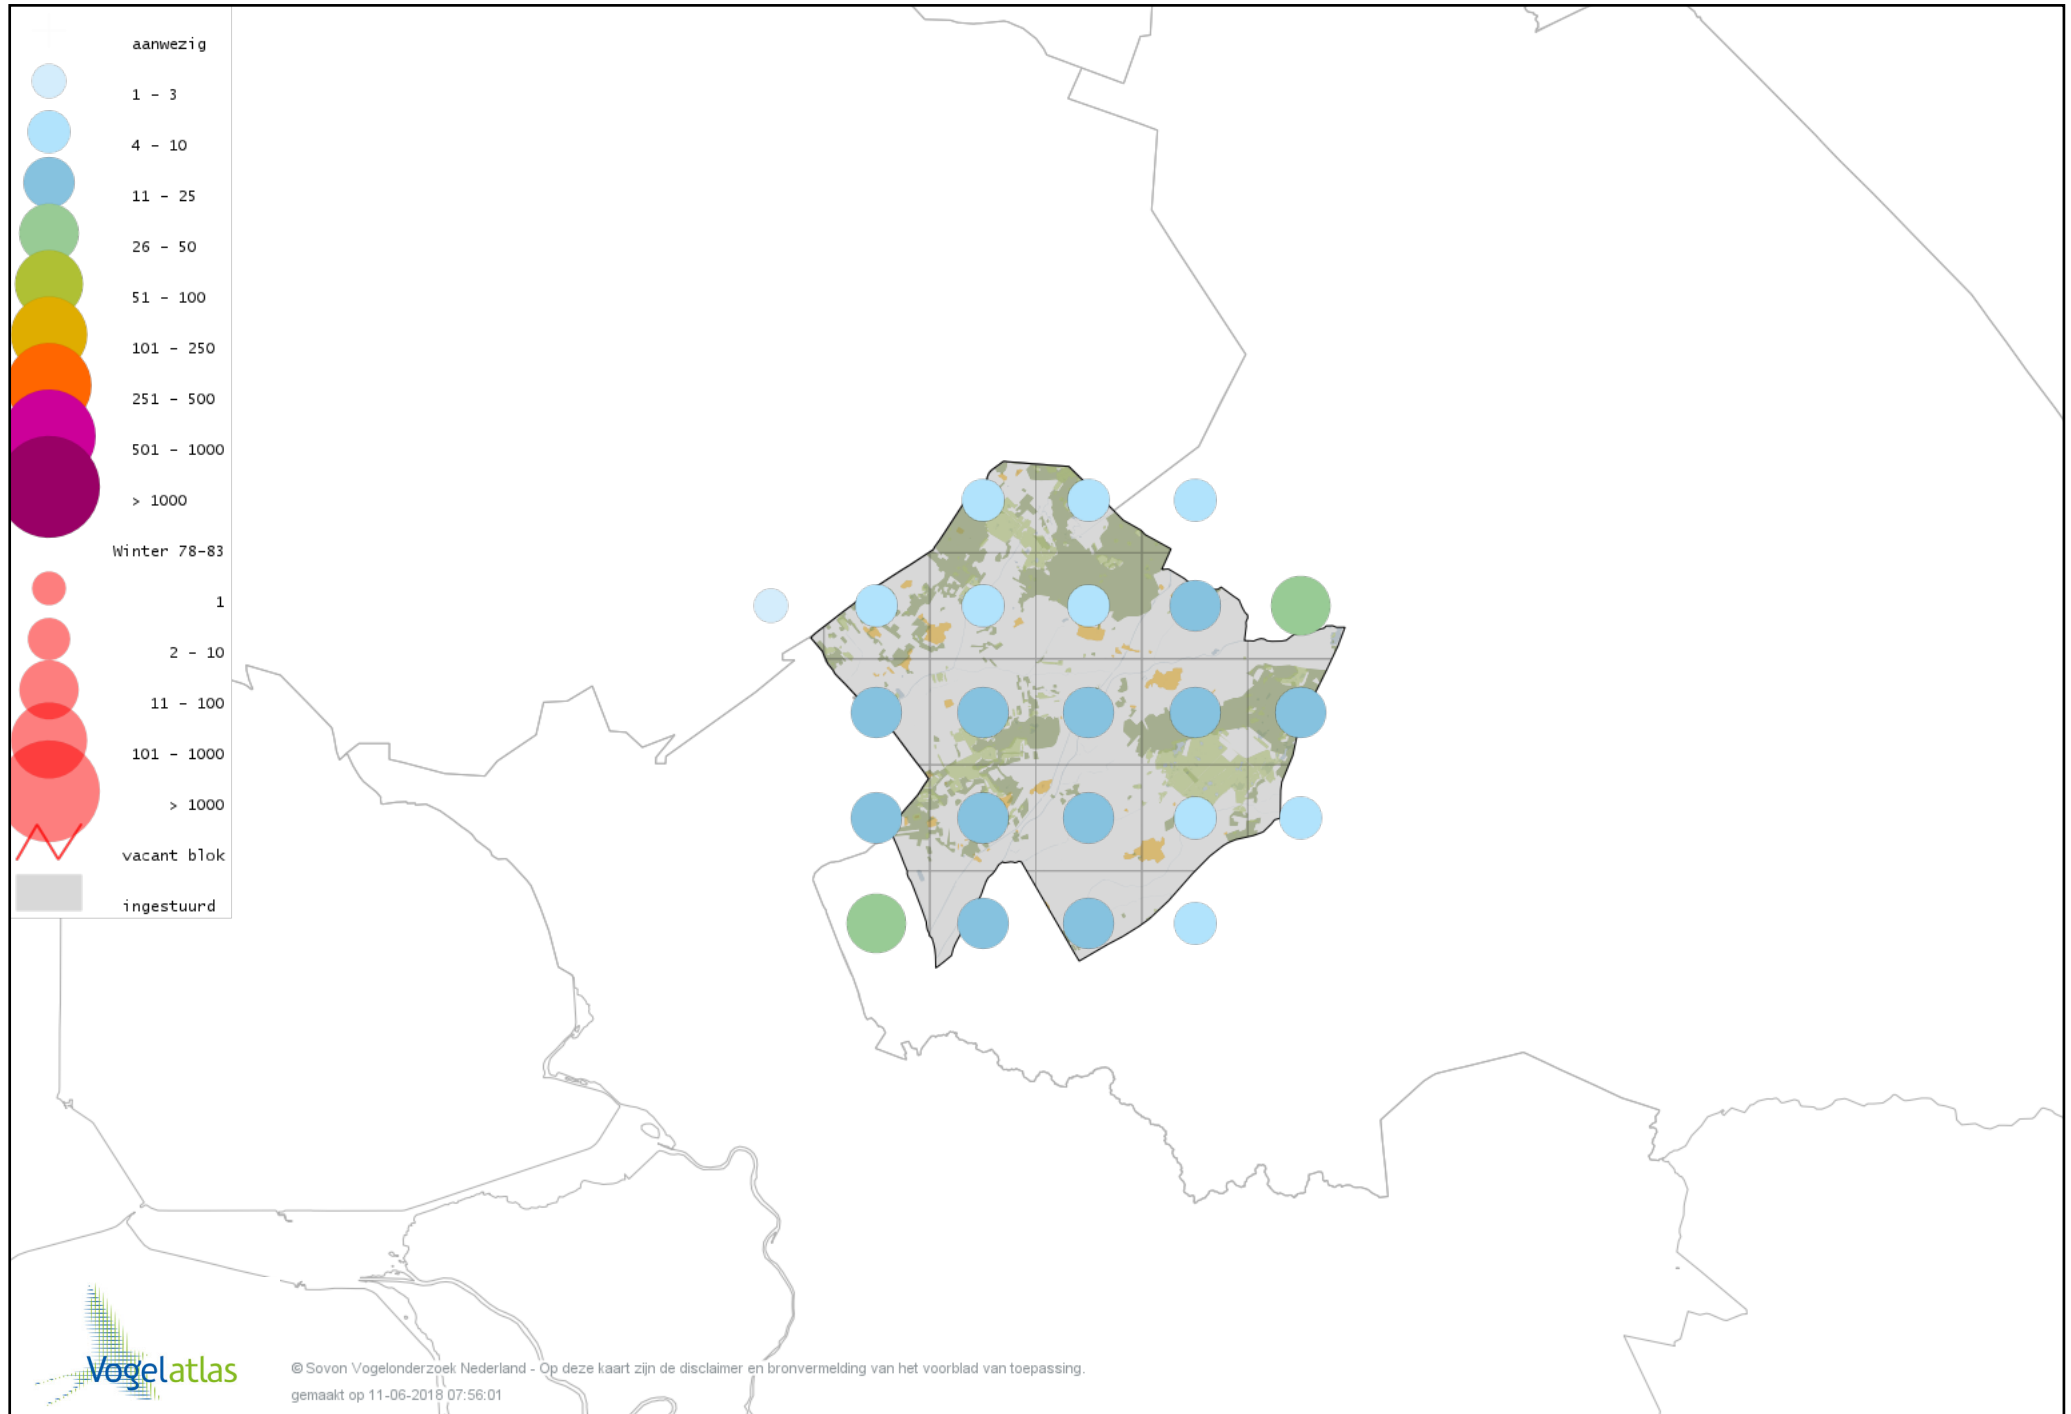 aanwezig
1 - 3
4 - 10
11 - 25
26 - 50
51 - 100
101 - 250
251 - 500
501 - 1000
> 1000
Winter 78-83
1
2 - 10
11 - 100
101 - 1000
> 1000
vacant blok
ingestuurd
Vogelatlas
© Sovon Vogelonderzoek Nederland - Op deze kaart zijn de disclaimer en bronvermelding van het voorblad van toepassing.
gemaakt op 11-06-2018 07:56:01